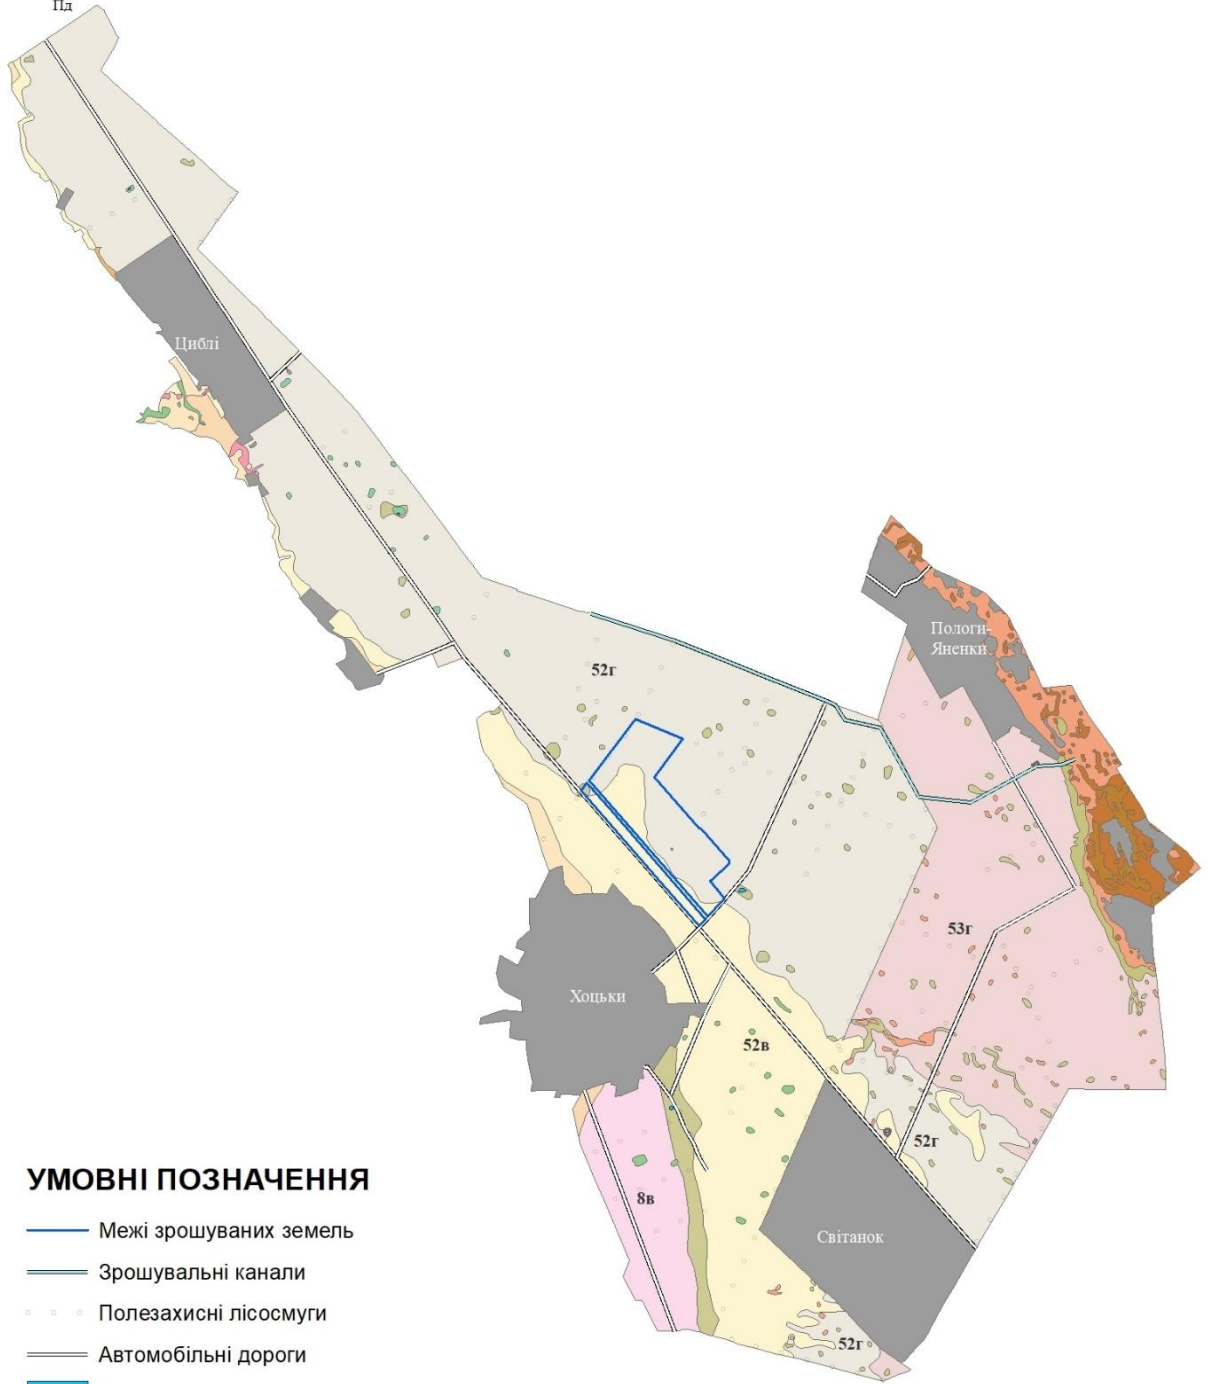 Пд
Циблі
52г
Пологи-
Яненки
53г
Хоцьки
52в
52г
8в
Світанок
52г
УМОВНІ ПОЗНАЧЕННЯ
Межі зрошуваних земель
Зрошувальні канали
Полезахисні лісосмуги
Автомобільні дороги